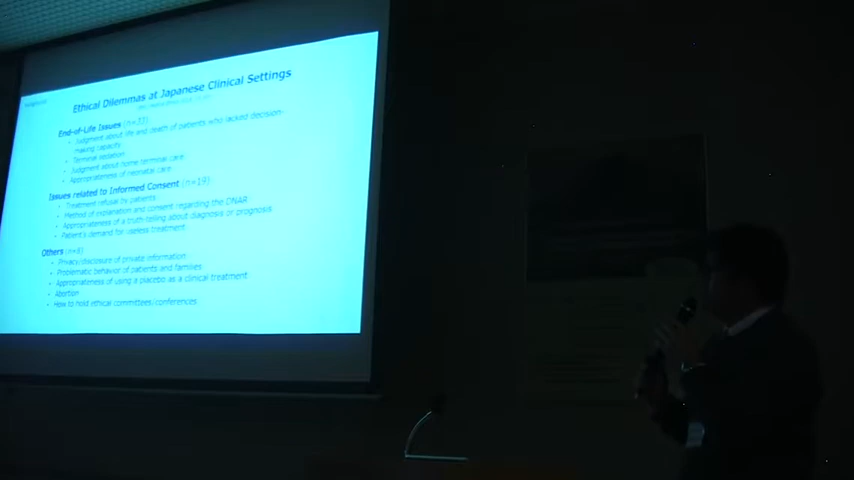 Ethical Dilemmas at Japanese Clinical Settings
End-of-Life Issues (n=33)
• Judgment about life and death of patients who lacked decision-
making capacity
• Terminal sedation
• Judgment about home terminal care
• Appropriateness of neonatal care
Issues related to Informed Consent (n=19)
• Treatment refusal by patients
• Method of explanation and consent regarding the DNAR
• Appropriateness of a truth-telling about diagnosis or prognosis
• Patient's demand for useless treatment
Others (n=8)
• Privacy/disclosure of private information
• Problematic behavior of patients and families
• Appropriateness of using a placebo as a clinical treatment
• Abortion
• How to hold ethical committees/conferences